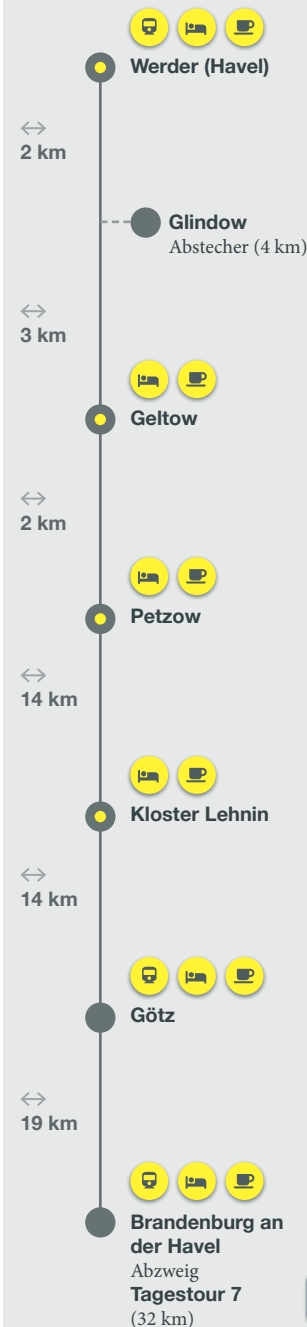 Werder (Havel)
2 km
Glindow
Abstecher (4 km)
3 km
Geltow
2 km
Petzow
14 km
Kloster Lehnin
14 km
Götz
19 km
Brandenburg an
der Havel
Abzweig
Tagestour 7
(32 km)